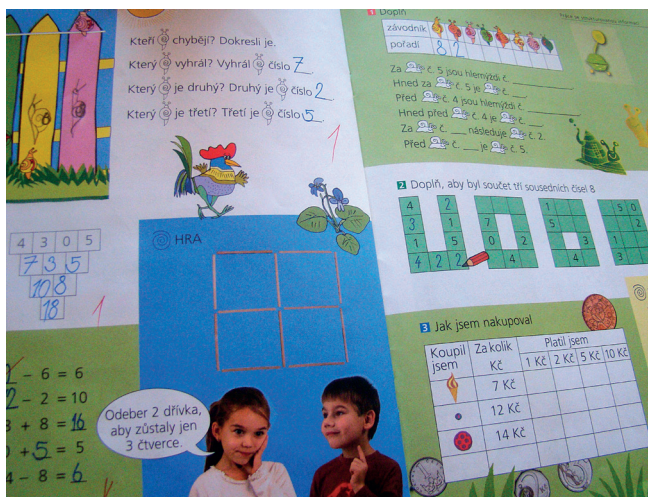 Kteří chybějí? Dokresli je.
Který vyhrál? Vyhrál číslo 7.
Který je druhý? Druhý je číslo 2.
Který je třetí? Třetí je číslo 5.
1
4 3 0 5
7 3 5
10 8
18
1
- 6 = 6
2 - 2 = 10
+ 8 = 16
+ 5 = 5
- 8 = 6
HRA
Odeber 2 dřívka,
aby zůstaly jen
3 čtverce.
1 Doplň
závodník
pořadí 8 2
Za č. 5 jsou hlemýždi č.
Hned za č. 5 je č.
Před č. 4 jsou hlemýždi č.
Hned před č. 4 je č.
Za č. následuje č. 2.
Před č. je č. 5.
2 Doplň, aby byl součet tří sousedních čísel 8
4 2 1 5 0
3 1 7 5 2
1 5 0 2 3 1
4 2 2 4 4 3
3 Jak jsem nakupoval
Koupil jsem Za kolik Kč Platil jsem
1 Kč 2 Kč 5 Kč 10 Kč
7 Kč
12 Kč
14 Kč